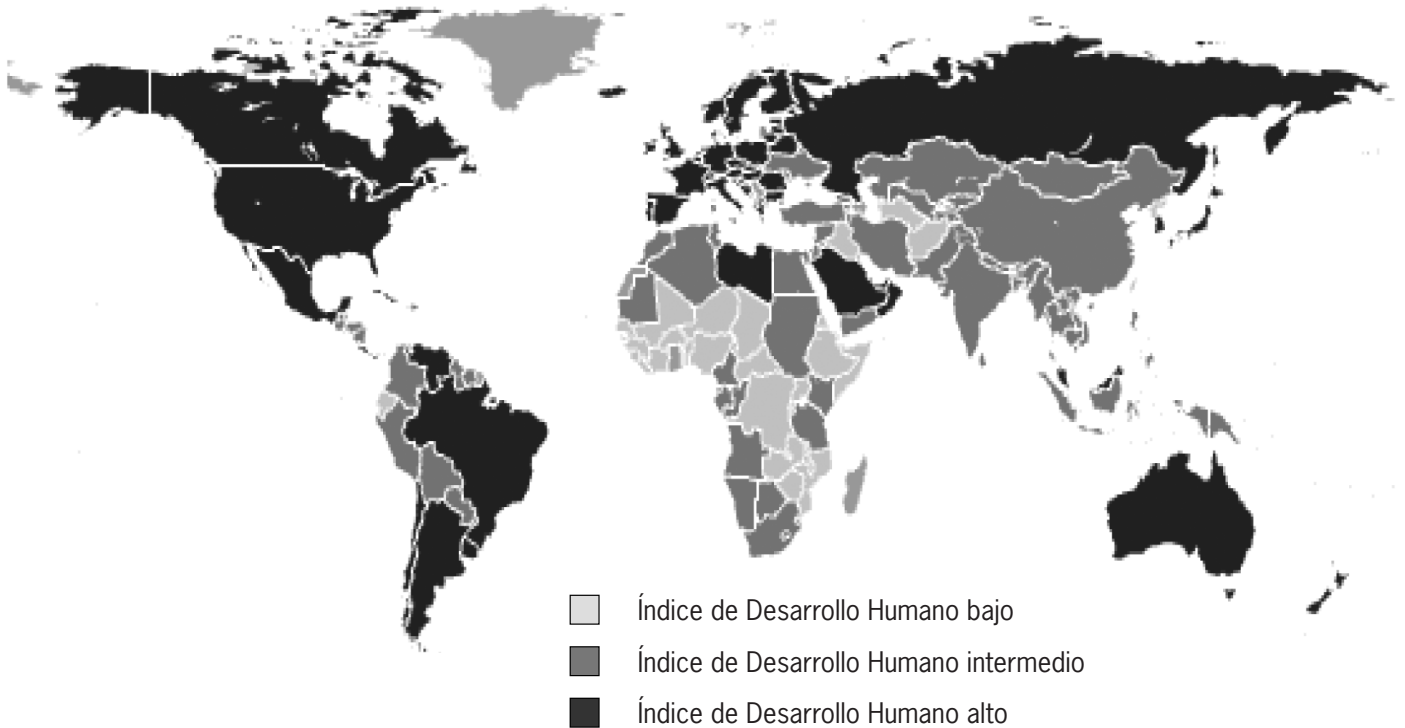 Índice de Desarrollo Humano bajo
Índice de Desarrollo Humano intermedio
Índice de Desarrollo Humano alto